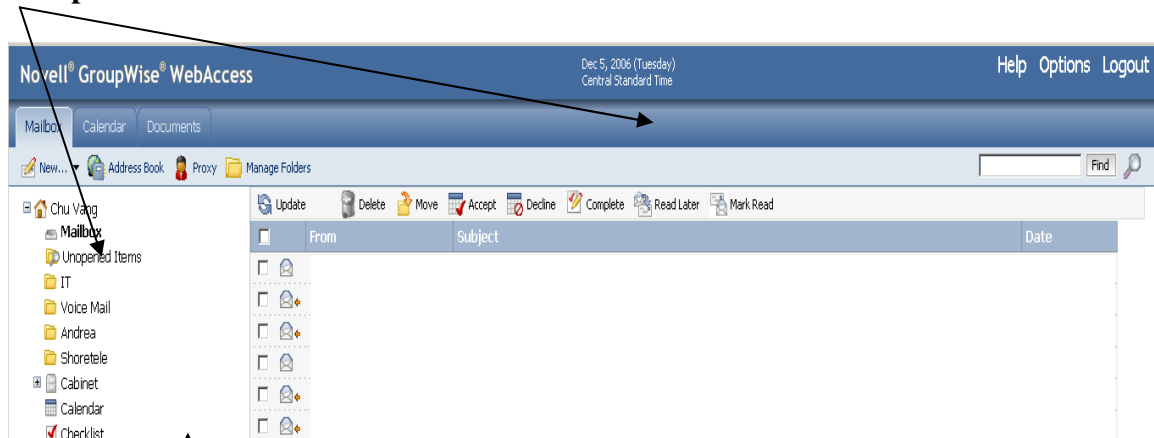 Novell® GroupWise® WebAccess
Dec 5, 2006 (Tuesday)
Central Standard Time
Help Options Logout
Mailbox Calendar Documents
New... Address Book Proxy Manage Folders
Find
Chu Vang
Update Delete Move Accept Decline Complete Read Later Mark Read
Mailbox
From Subject Date
Unopened Items
IT
Voice Mail
Andrea
Shoretele
Cabinet
Calendar
Checklist